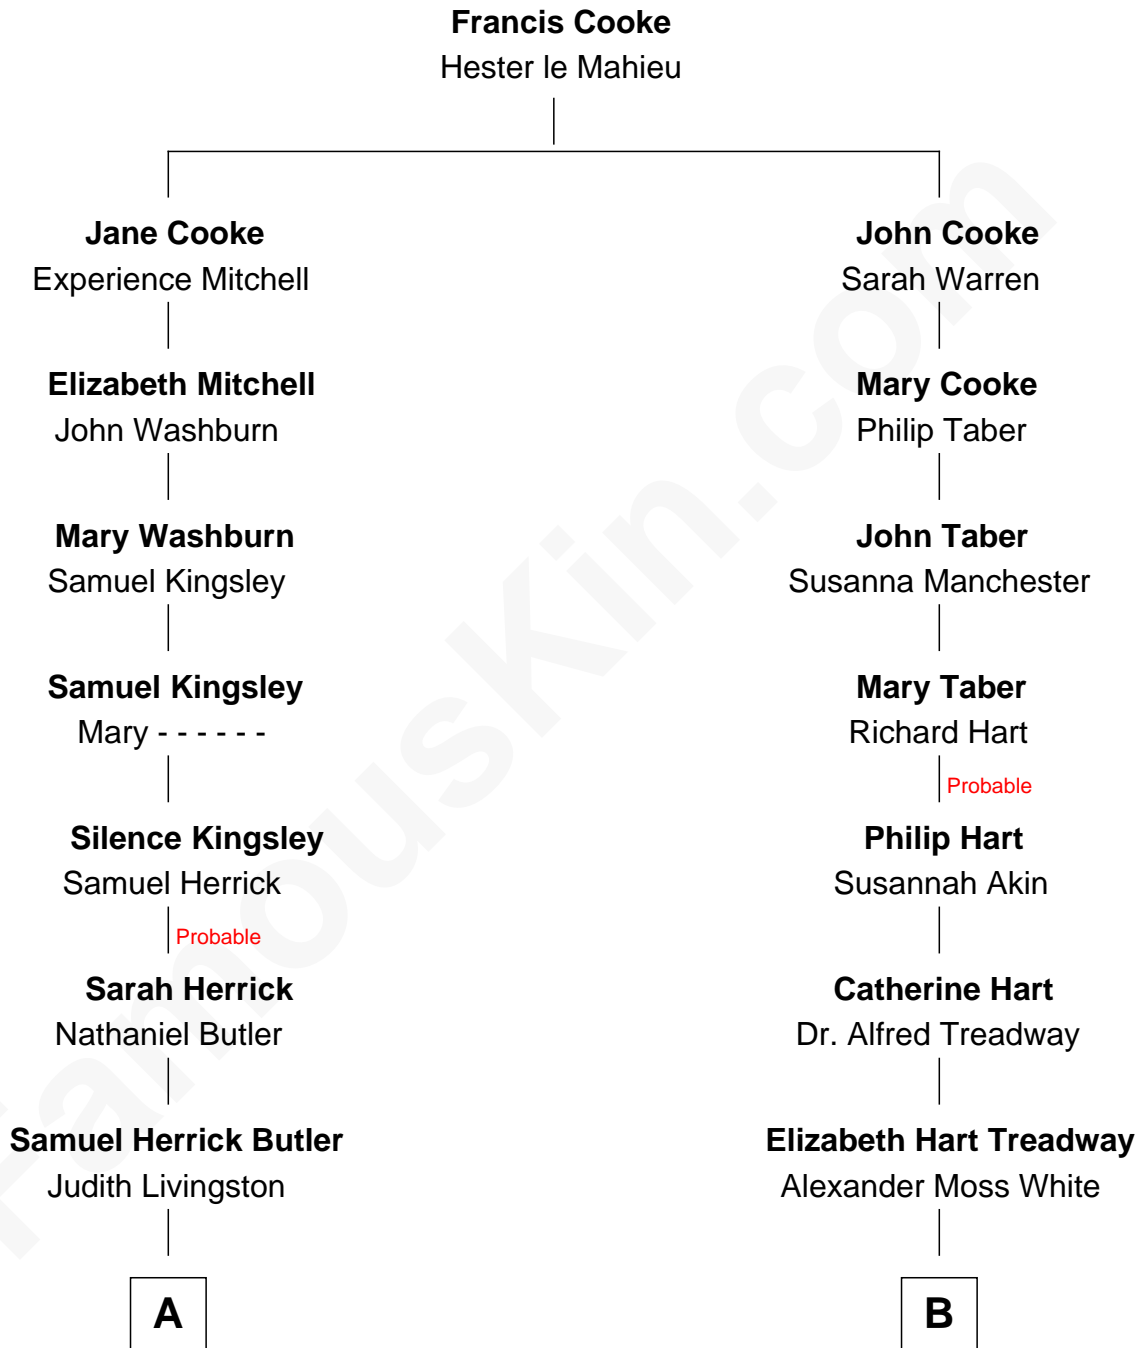 Francis Cooke
Hester le Mahieu
Jane Cooke
Experience Mitchell
Elizabeth Mitchell
John Washburn
Mary Washburn
Samuel Kingsley
Samuel Kingsley
Mary - - - - - -
Silence Kingsley
Samuel Herrick
Probable
Sarah Herrick
Nathaniel Butler
Samuel Herrick Butler
Judith Livingston
A
John Cooke
Sarah Warren
Mary Cooke
Philip Taber
John Taber
Susanna Manchester
Mary Taber
Richard Hart
Probable
Philip Hart
Susannah Akin
Catherine Hart
Dr. Alfred Treadway
Elizabeth Hart Treadway
Alexander Moss White
B
FamousKin.com